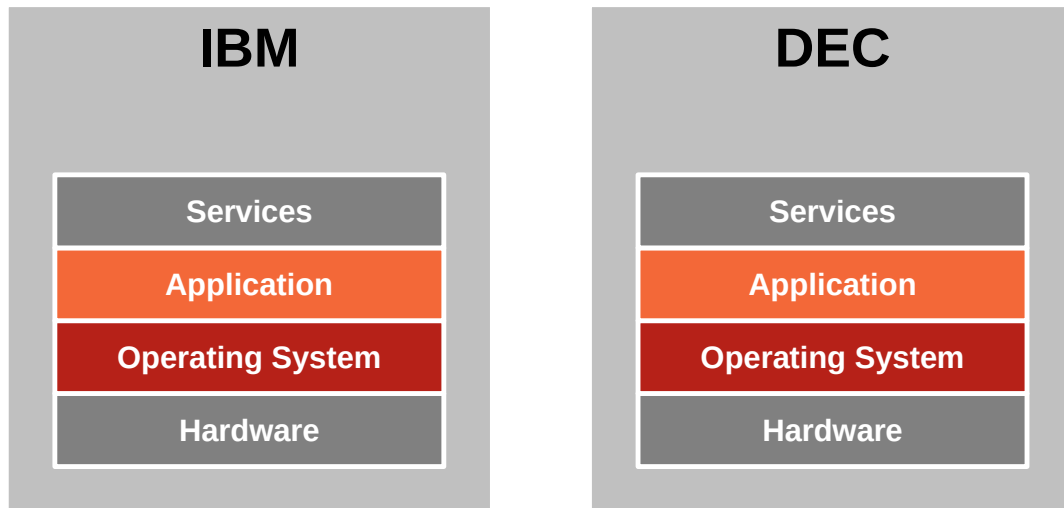 IBM
Services
Application
Operating System
Hardware
DEC
Services
Application
Operating System
Hardware